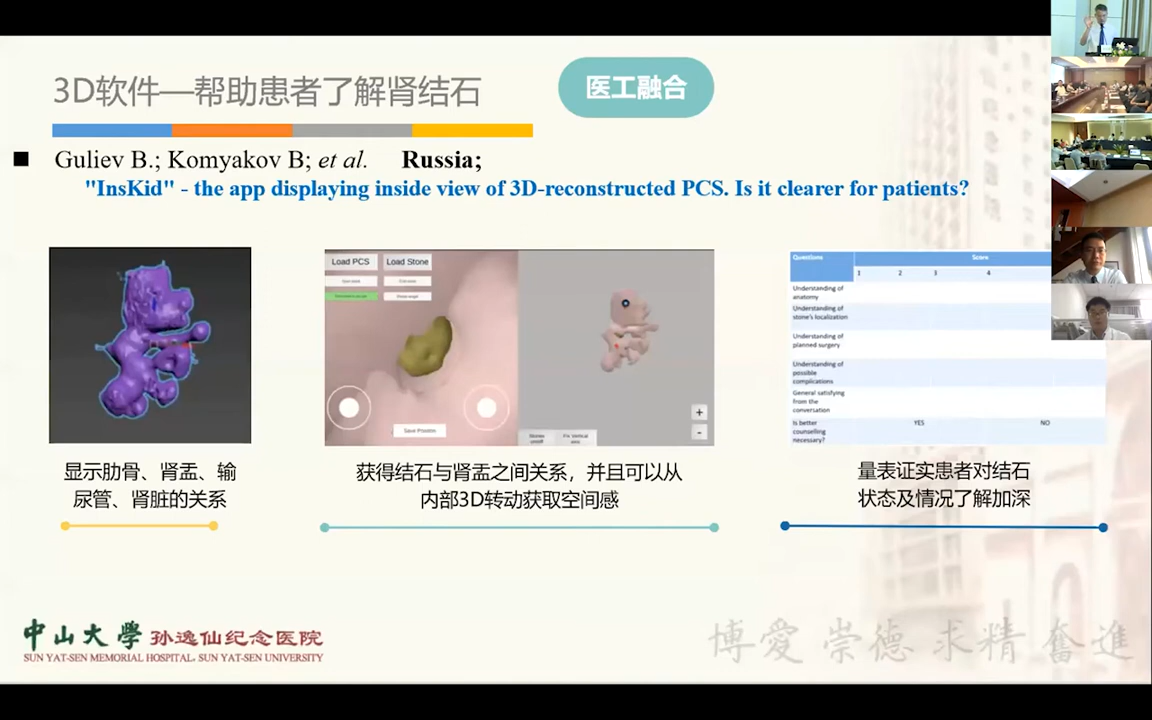 3D软件—帮助患者了解肾结石
医工融合
■ Guliev B.; Komyakov B; et al. Russia;
"InsKid" - the app displaying inside view of 3D-reconstructed PCS. Is it clearer for patients?
Load PCS
Load Stone
Save Position
+
-
Questions
Score
1 2 3 4
Understanding of
anatomy
Understanding of
stone's localization
Understanding of
planned surgery
Understanding of
possible
complications
General satisfying
from the
conversation
Is better
counselling
necessary?
YES
NO
显示肋骨、肾盂、输
尿管、肾脏的关系
获得结石与肾盂之间关系，并且可以从
内部3D转动获取空间感
量表证实患者对结石
状态及情况了解加深
中山大學 孙逸仙纪念医院
SUN YAT-SEN MEMORIAL HOSPITAL, SUN YAT-SEN UNIVERSITY
博愛 崇德 求精 奮進